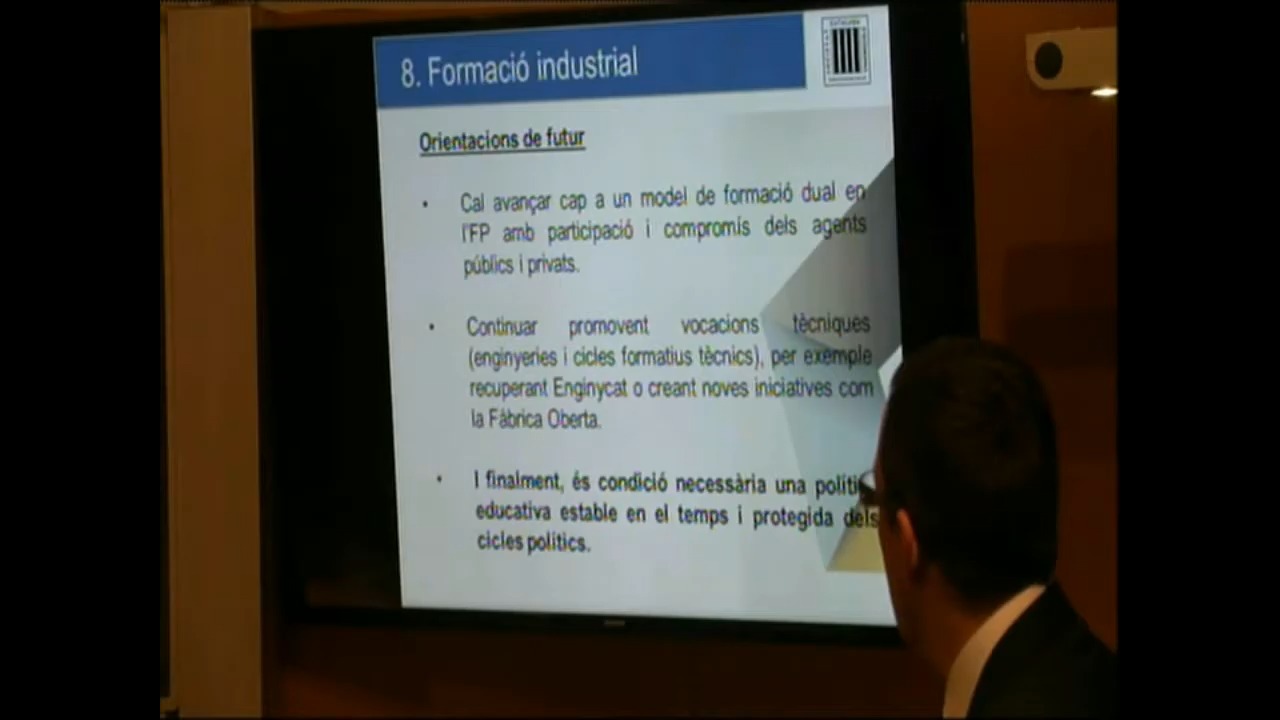 8. Formació industrial
Orientacions de futur
• Cal avançar cap a un model de formació dual en
l'FP amb participació i compromís dels agents
públics i privats.
• Continuar promovent vocacions tècniques
(enginyeries i cicles formatius tècnics), per exemple
recuperant Enginycat o creant noves iniciatives com
la Fàbrica Oberta.
• I finalment, és condició necessària una políti
educativa estable en el temps i protegida dels
cicles polítics.